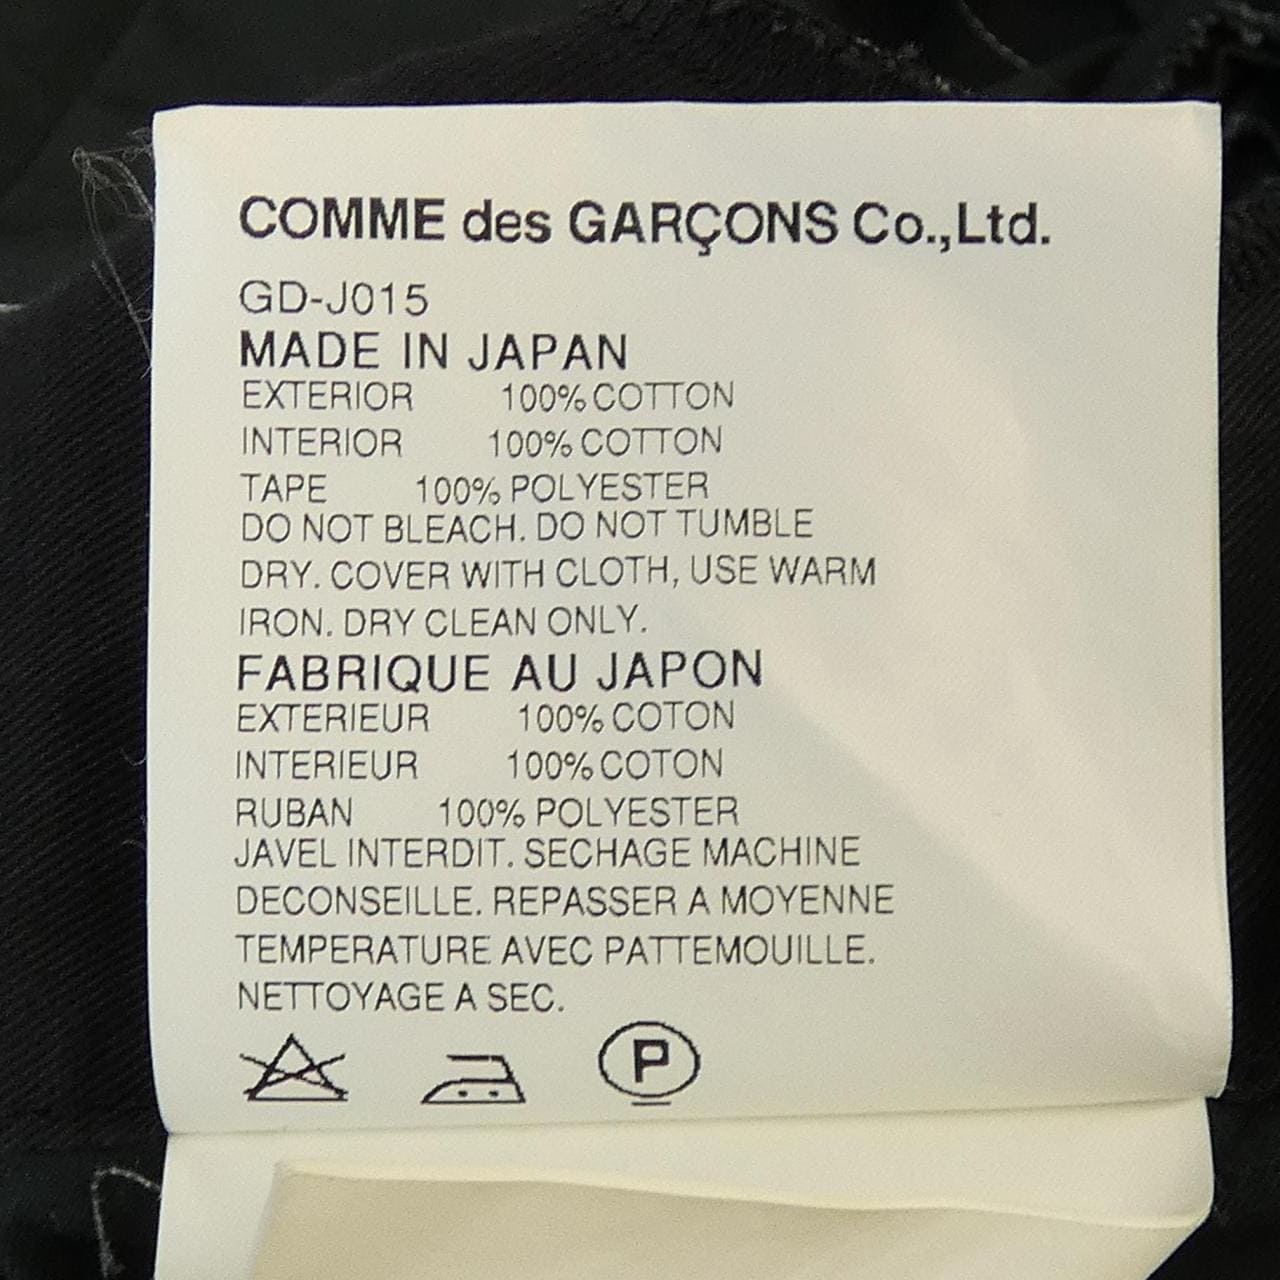 COMME des GARÇONS Co.,Ltd.
GD-J015
MADE IN JAPAN
EXTERIOR 100% COTTON
INTERIOR 100% COTTON
TAPE 100% POLYESTER
DO NOT BLEACH. DO NOT TUMBLE
DRY. COVER WITH CLOTH, USE WARM
IRON. DRY CLEAN ONLY.
FABRIQUE AU JAPON
EXTERIEUR 100% COTON
INTERIEUR 100% COTON
RUBAN 100% POLYESTER
JAVEL INTERDIT. SECHAGE MACHINE
DECONSEILLE. REPASSER A MOYENNE
TEMPERATURE AVEC PATTEMOUILLE.
NETTOYAGE A SEC.
P